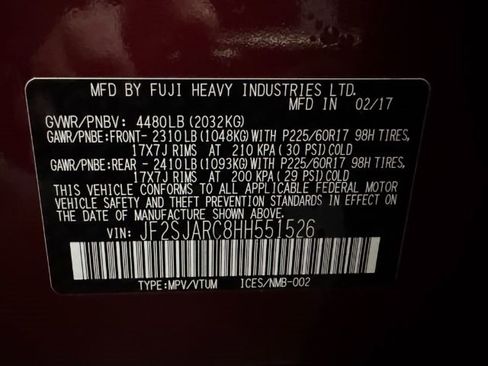 MFD BY FUJI HEAVY INDUSTRIES LTD.
MFD IN 02/17
GVWR/PNBV: 4480LB(2032KG)
GAWR/PNBE:FRONT- 2310LB(1048KG)WITH P225/60R17 98H TIRES,
17X7J RIMS AT 210 KPA(30 PSI)COLD
GAWR/PNBE:REAR - 2410LB(1093KG)WITH P225/60R17 98H TIRES,
17X7J RIMS AT 200 KPA(29 PSI)COLD
THIS VEHICLE CONFORMS TO ALL APPLICABLE FEDERAL MOTOR
VEHICLE SAFETY AND THEFT PREVENTION STANDARDS IN EFFECT
ON THE DATE OF MANUFACTURE SHOWN ABOVE.
VIN: JF2SJARC8HH551526
TYPE:MPV/VTUM ICES/NMB-002